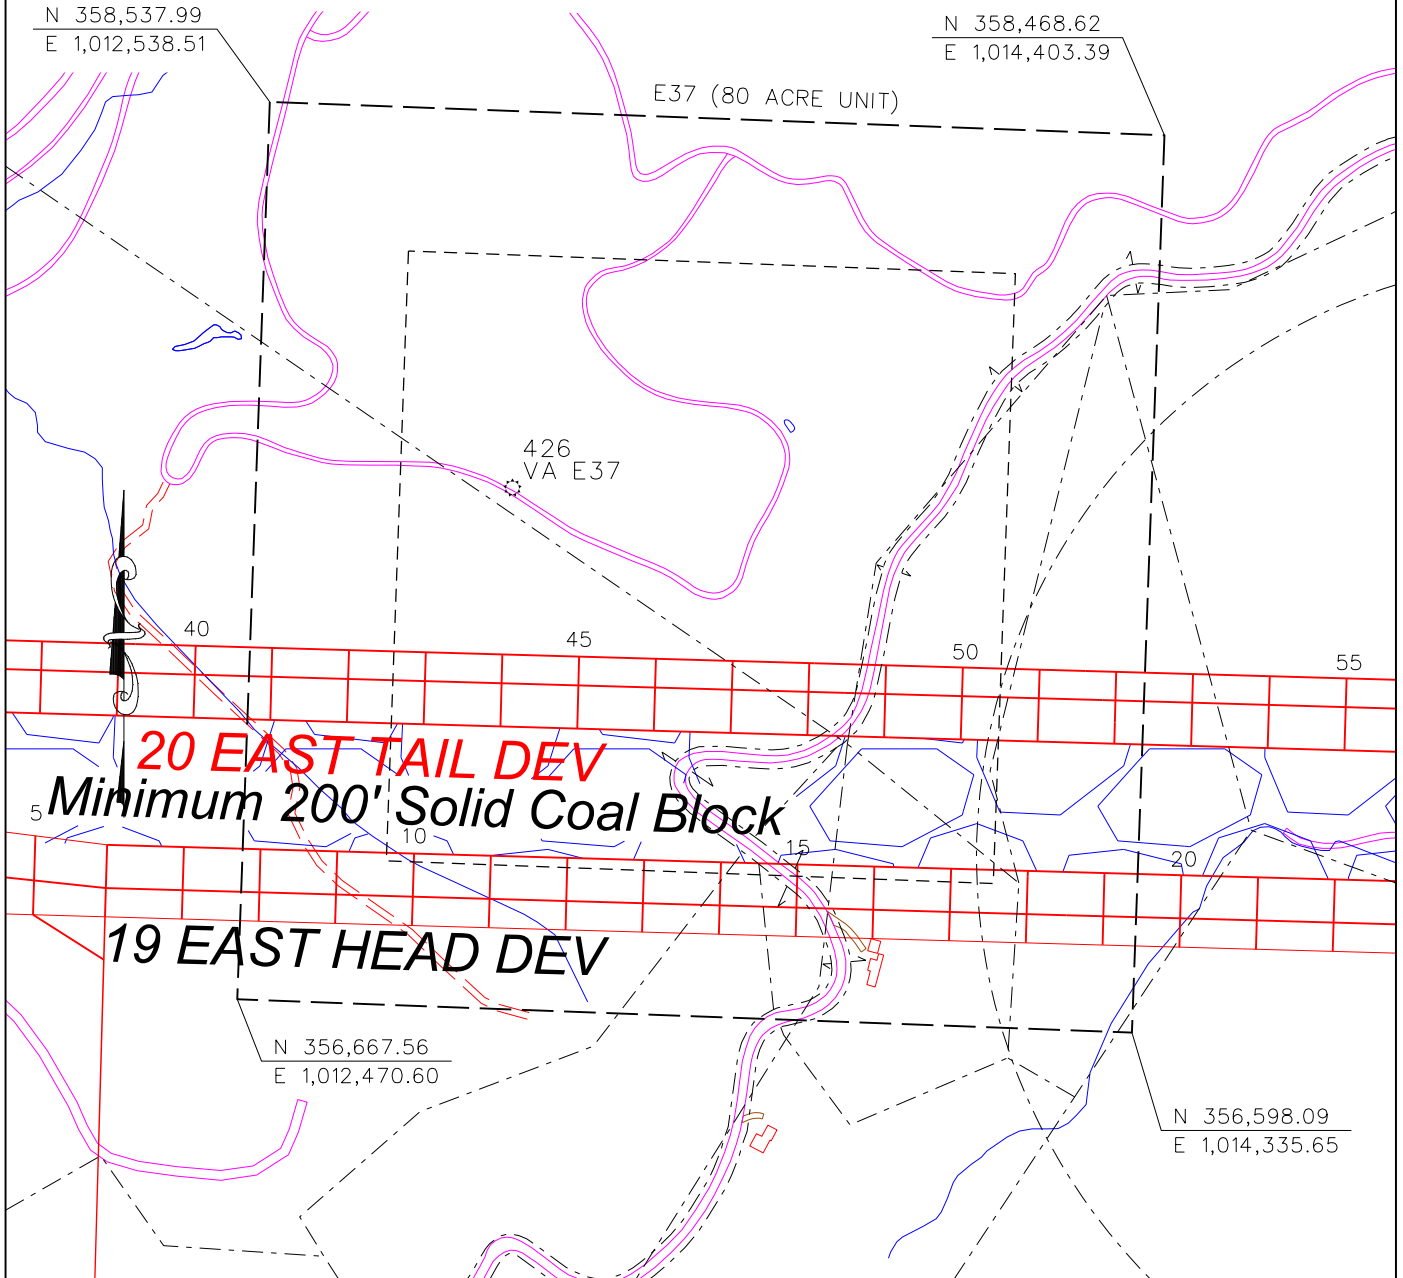 N 358,537.99
E 1,012,538.51
N 358,468.62
E 1,014,403.39
E37 (80 ACRE UNIT)
426
VA E37
40
45
50
55
20 EAST TAIL DEV
Minimum 200' Solid Coal Block
5
10
15
20
19 EAST HEAD DEV
N 356,667.56
E 1,012,470.60
N 356,598.09
E 1,014,335.65